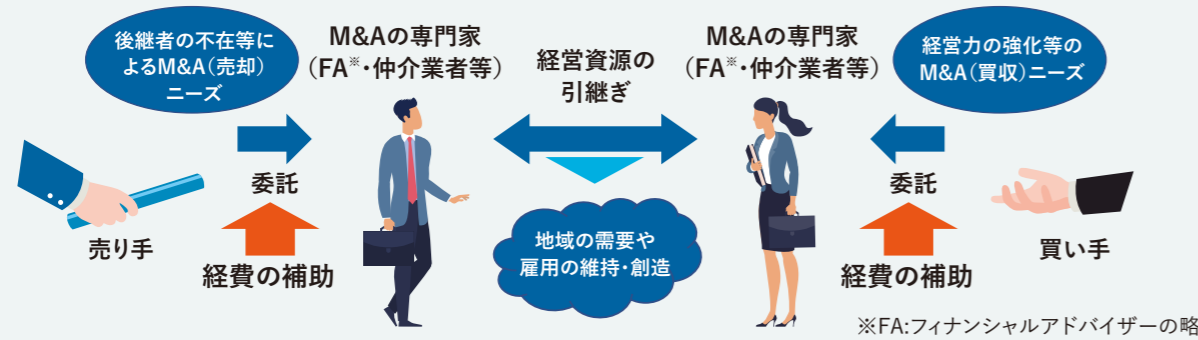 後継者の不在等に
よるM&A(売却)
ニーズ
M&Aの専門家
(FA※・仲介業者等)
経営資源の
引継ぎ
M&Aの専門家
(FA※・仲介業者等)
経営力の強化等の
M&A(買収)ニーズ
委託
委託
売り手
経費の補助
地域の需要や
雇用の維持・創造
経費の補助
買い手
※FA:フィナンシャルアドバイザーの略